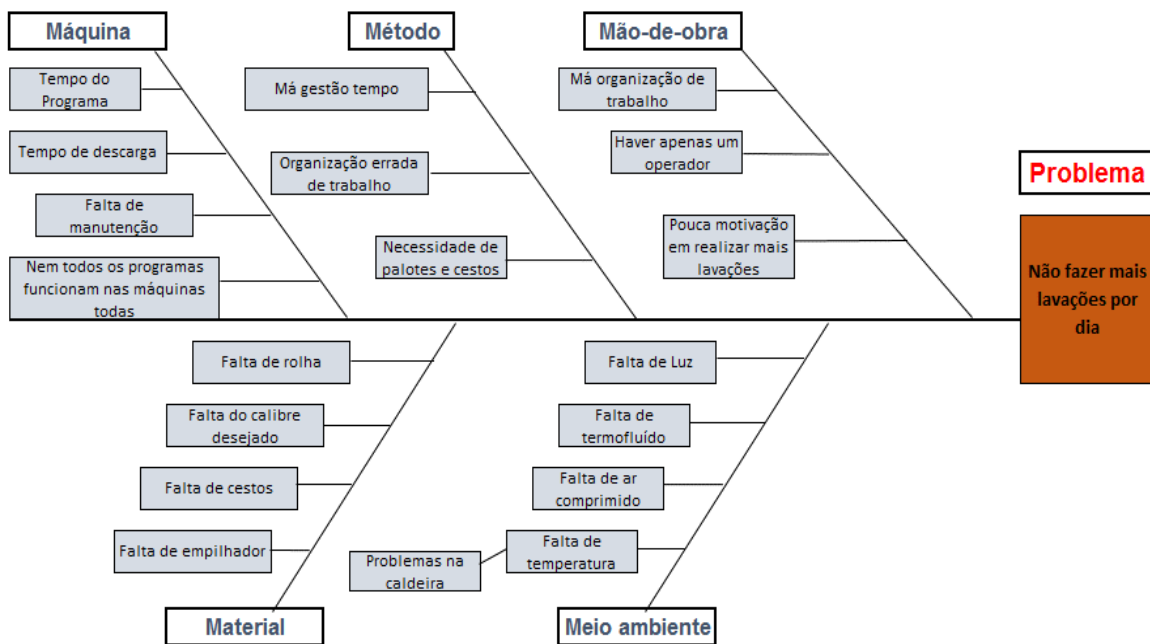 Máquina
Método
Mão-de-obra
Tempo do
Programa
Tempo de descarga
Falta de
manutenção
Nem todos os programas
funcionam nas máquinas
todas
Má gestão tempo
Organização errada
de trabalho
Necessidade de
palotes e cestos
Má organização de
trabalho
Haver apenas um
operador
Pouca motivação
em realizar mais
lavações
Problema
Não fazer mais
lavações por
dia
Falta de rolha
Falta do calibre
desejado
Falta de cestos
Falta de empilhador
Material
Falta de Luz
Falta de
termofluído
Falta de ar
comprimido
Falta de
temperatura
Problemas na
caldeira
Meio ambiente